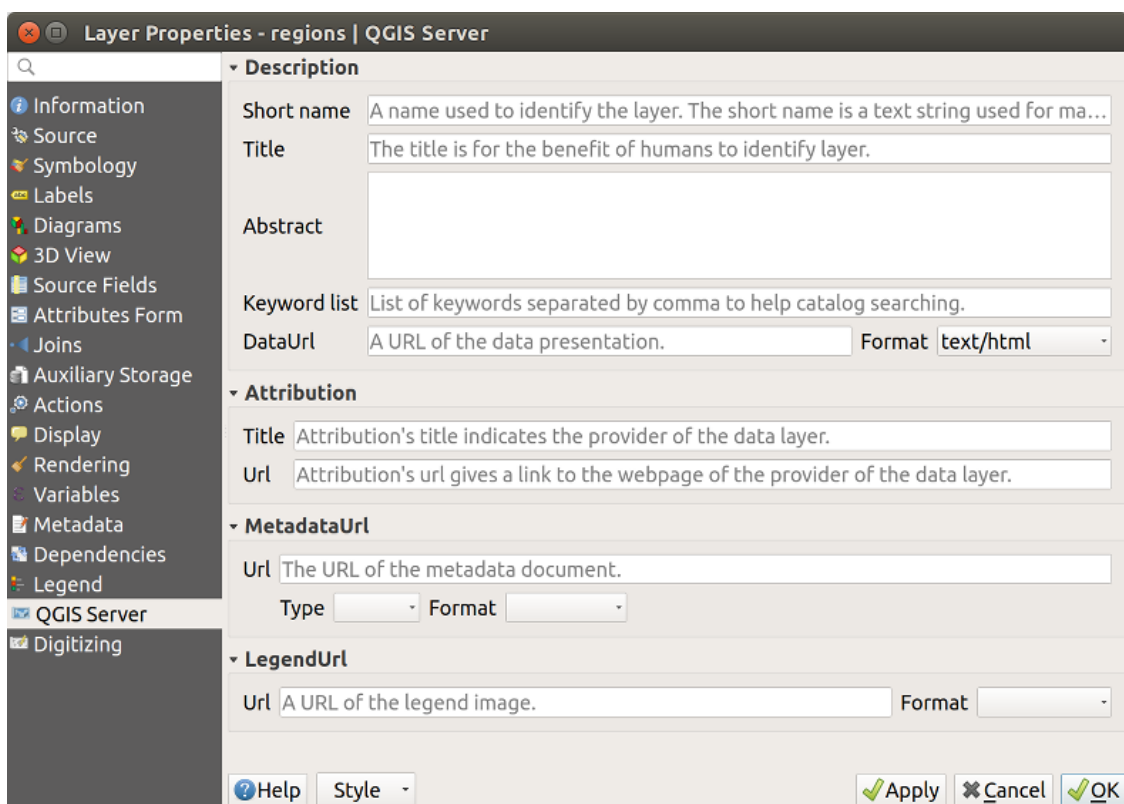 Layer Properties - regions | QGIS Server
Information
Source
Symbology
Labels
Diagrams
3D View
Source Fields
Attributes Form
Joins
Auxiliary Storage
Actions
Display
Rendering
Variables
Metadata
Dependencies
Legend
QGIS Server
Digitizing
Description
Short name A name used to identify the layer. The short name is a text string used for ma...
Title The title is for the benefit of humans to identify layer.
Abstract
Keyword list List of keywords separated by comma to help catalog searching.
DataUrl A URL of the data presentation. Format text/html
Attribution
Title Attribution's title indicates the provider of the data layer.
Url Attribution's url gives a link to the webpage of the provider of the data layer.
MetadataUrl
Url The URL of the metadata document.
Type Format
LegendUrl
Url A URL of the legend image. Format
Help Style Apply Cancel OK